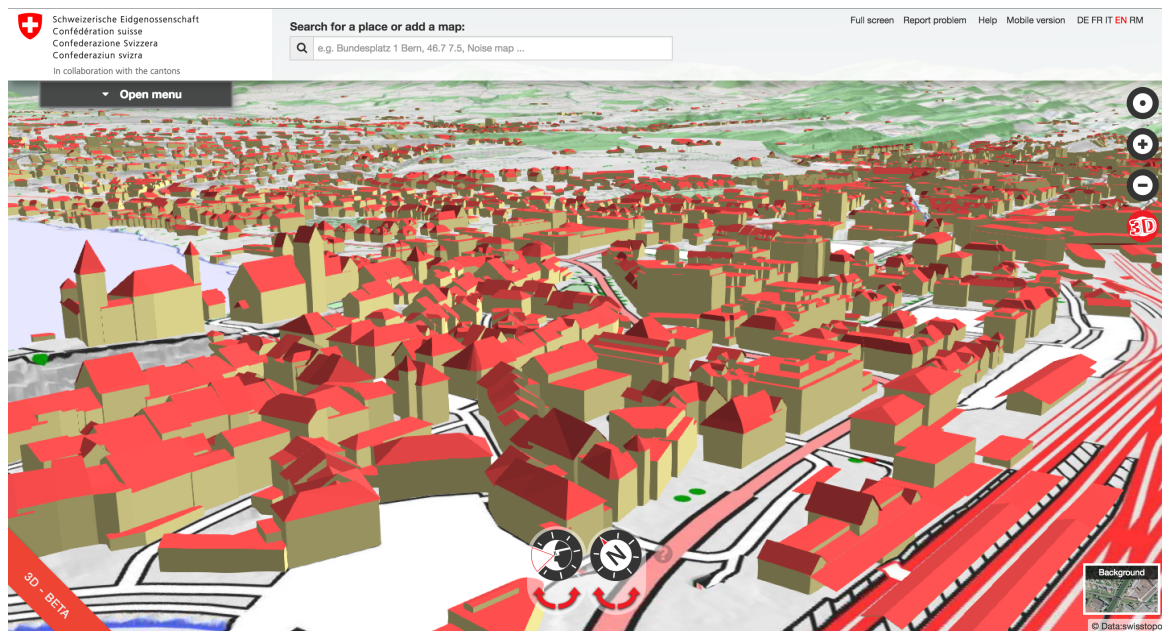 Schweizerische Eidgenossenschaft
Confédération suisse
Confederazione Svizzera
Confederaziun svizra
In collaboration with the cantons
Search for a place or add a map:
e.g. Bundesplatz 1 Bern, 46.7 7.5, Noise map ...
Full screen Report problem Help Mobile version DE FR IT EN RM
Open menu
3D
3D - BETA
N
?
Background
© Data:swisstopo